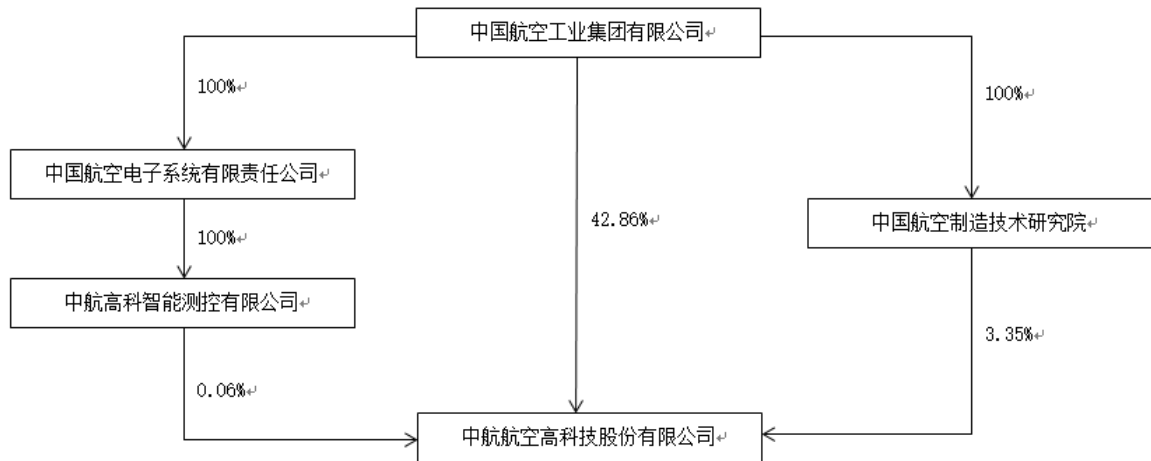 中国航空工业集团有限公司↵
100%↵
100%↵
中国航空电子系统有限责任公司↵
42.86%↵
中国航空制造技术研究院↵
100%↵
中航高科智能测控有限公司↵
3.35%↵
0.06%↵
中航航空高科技股份有限公司↵